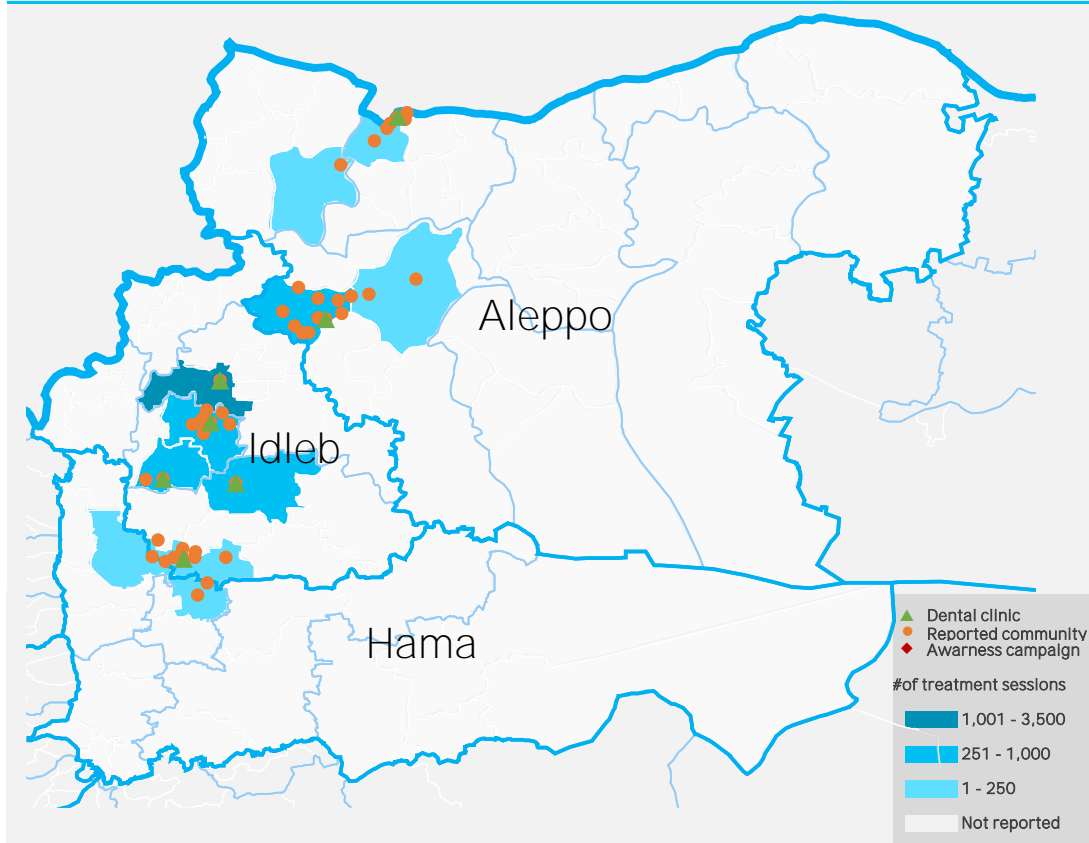 Aleppo
Idleb
Hama
Dental clinic
Reported community
Awarness campaign
#of treatment sessions
1,001 - 3,500
251 - 1,000
1 - 250
Not reported